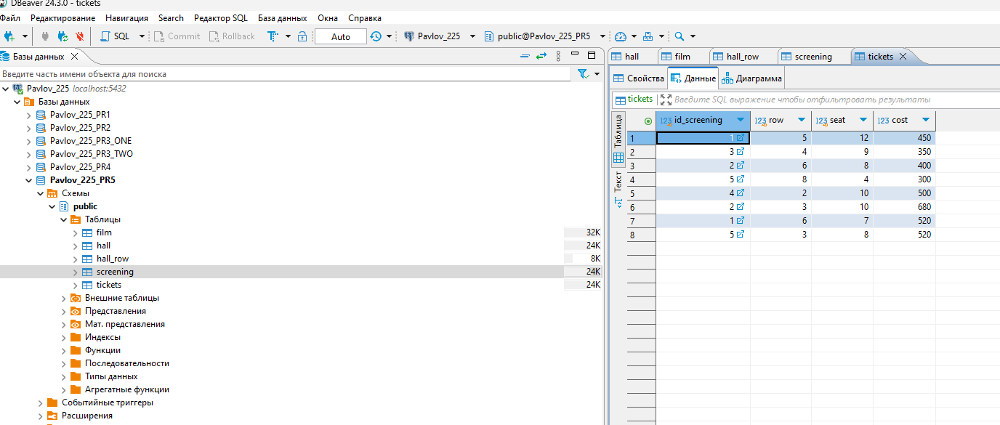 DBeaver 24.3.0 - tickets
Файл Редактирование Навигация Search Редактор SQL База данных Окна Справка
SQL Commit Rollback Auto Pavlov_225 public@Pavlov_225_PR5
Базы данных
Введите часть имени объекта для поиска
Pavlov_225 localhost:5432
Базы данных
Pavlov_225_PR1
Pavlov_225_PR2
Pavlov_225_PR3_ONE
Pavlov_225_PR3_TWO
Pavlov_225_PR4
Pavlov_225_PR5
Схемы
public
Таблицы
film 32K
hall 24K
hall_row 8K
screening 24K
tickets 24K
Внешние таблицы
Представления
Мат. представления
Индексы
Функции
Последовательности
Типы данных
Агрегатные функции
Событийные триггеры
Расширения
hall film hall_row screening tickets
Свойства Данные Диаграмма
tickets Введите SQL выражение чтобы отфильтровать результаты
Таблица
Текст
123 id_screening 123 row 123 seat 123 cost
1 1 5 12 450
2 3 4 9 350
3 2 6 8 400
4 5 8 4 300
5 4 2 10 500
6 2 3 10 680
7 1 6 7 520
8 5 3 8 520